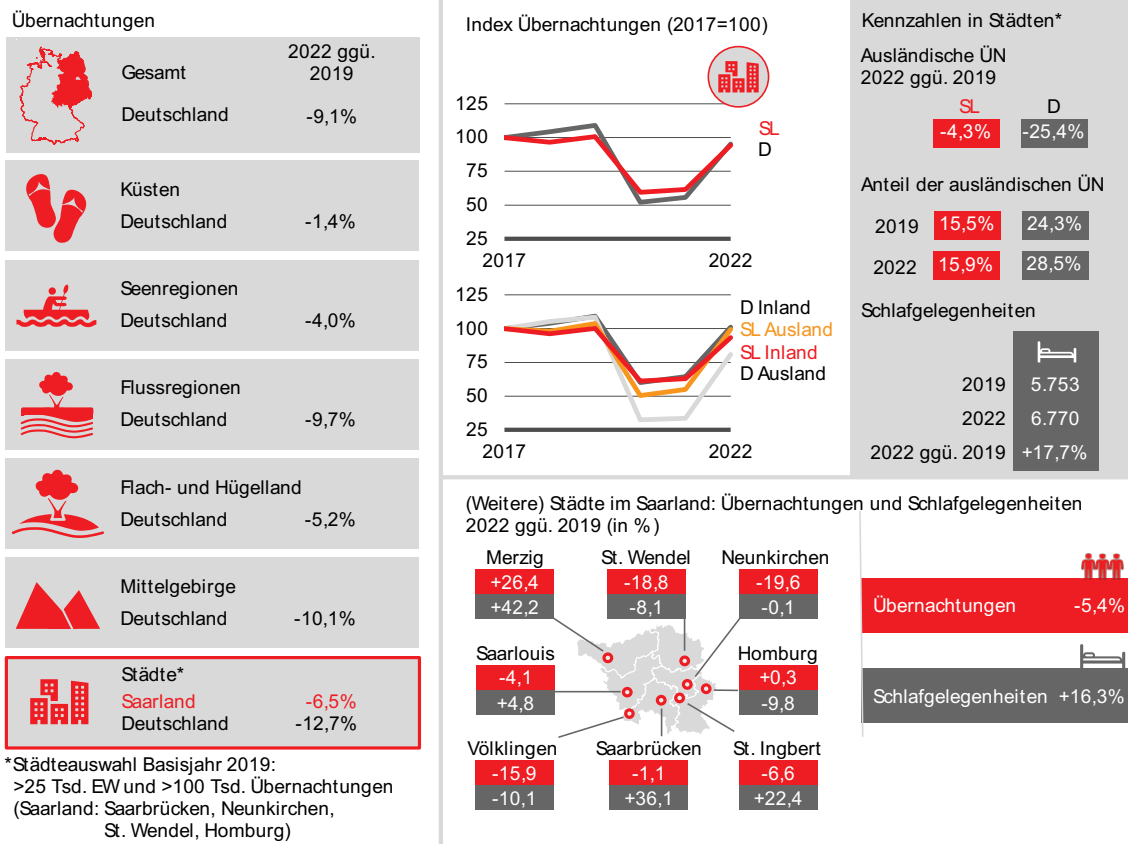 Übernachtungen
Gesamt
2022 ggü.
2019
Deutschland -9,1%
Küsten
Deutschland -1,4%
Seenregionen
Deutschland -4,0%
Flussregionen
Deutschland -9,7%
Flach- und Hügelland
Deutschland -5,2%
Mittelgebirge
Deutschland -10,1%
Städte*
Saarland -6,5%
Deutschland -12,7%
*Städteauswahl Basisjahr 2019:
>25 Tsd. EW und >100 Tsd. Übernachtungen
(Saarland: Saarbrücken, Neunkirchen,
St. Wendel, Homburg)
Index Übernachtungen (2017=100)
125
100
75
50
25
2017 2022
SL
D
125
100
75
50
25
2017 2022
D Inland
SL Ausland
SL Inland
D Ausland
Kennzahlen in Städten*
Ausländische ÜN
2022 ggü. 2019
SL D
-4,3% -25,4%
Anteil der ausländischen ÜN
2019 15,5% 24,3%
2022 15,9% 28,5%
Schlafgelegenheiten
2019 5.753
2022 6.770
2022 ggü. 2019 +17,7%
(Weitere) Städte im Saarland: Übernachtungen und Schlafgelegenheiten
2022 ggü. 2019 (in %)
Merzig
+26,4
+42,2
St. Wendel
-18,8
-8,1
Neunkirchen
-19,6
-0,1
Saarlouis
-4,1
+4,8
Homburg
+0,3
-9,8
Völklingen
-15,9
-10,1
Saarbrücken
-1,1
+36,1
St. Ingbert
-6,6
+22,4
Übernachtungen -5,4%
Schlafgelegenheiten +16,3%